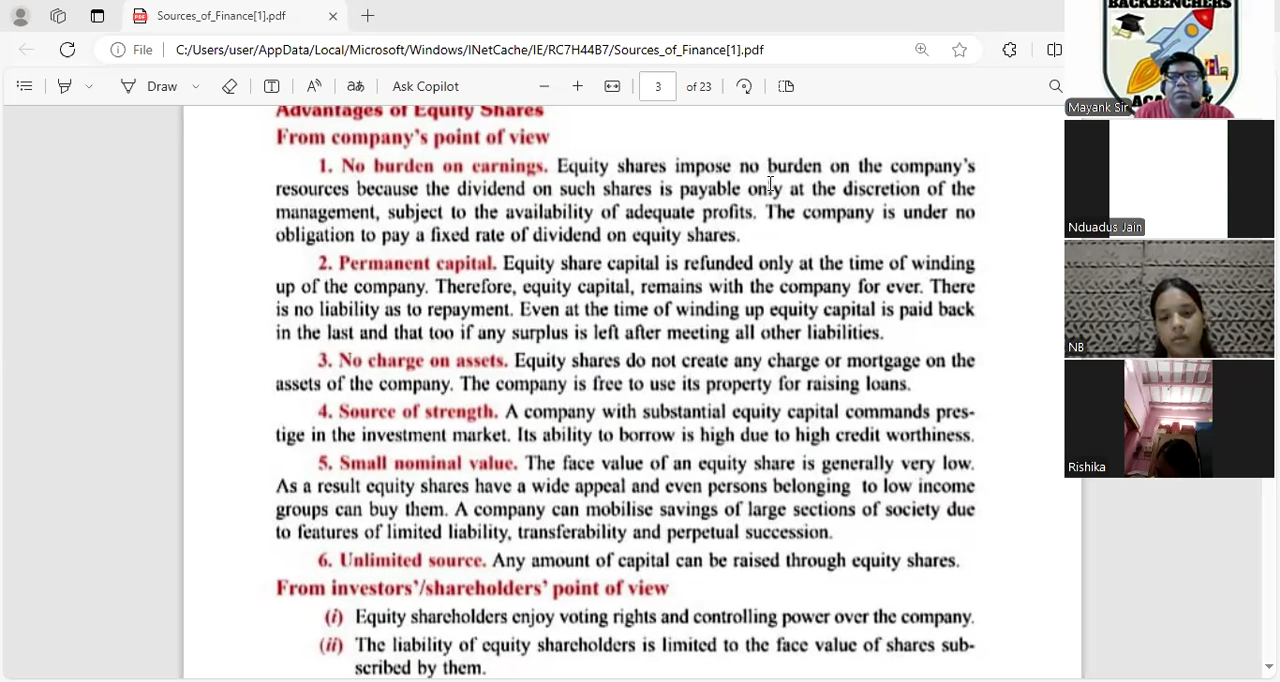 Sources_of_Finance[1].pdf
File
C:/Users/user/AppData/Local/Microsoft/Windows/INetCache/IE/RC7H44B7/Sources_of_Finance[1].pdf
Draw
Ask Copilot
3
of 23
BACKBENCHERS
Mayank Sir
Nduadus Jain
NB
Rishika
Advantages of Equity Shares
From company's point of view
1. No burden on earnings. Equity shares impose no burden on the company's
resources because the dividend on such shares is payable only at the discretion of the
management, subject to the availability of adequate profits. The company is under no
obligation to pay a fixed rate of dividend on equity shares.
2. Permanent capital. Equity share capital is refunded only at the time of winding
up of the company. Therefore, equity capital, remains with the company for ever. There
is no liability as to repayment. Even at the time of winding up equity capital is paid back
in the last and that too if any surplus is left after meeting all other liabilities.
3. No charge on assets. Equity shares do not create any charge or mortgage on the
assets of the company. The company is free to use its property for raising loans.
4. Source of strength. A company with substantial equity capital commands pres-
tige in the investment market. Its ability to borrow is high due to high credit worthiness.
5. Small nominal value. The face value of an equity share is generally very low.
As a result equity shares have a wide appeal and even persons belonging to low income
groups can buy them. A company can mobilise savings of large sections of society due
to features of limited liability, transferability and perpetual succession.
6. Unlimited source. Any amount of capital can be raised through equity shares.
From investors'/shareholders' point of view
(i) Equity shareholders enjoy voting rights and controlling power over the company.
(ii) The liability of equity shareholders is limited to the face value of shares sub-
scribed by them.